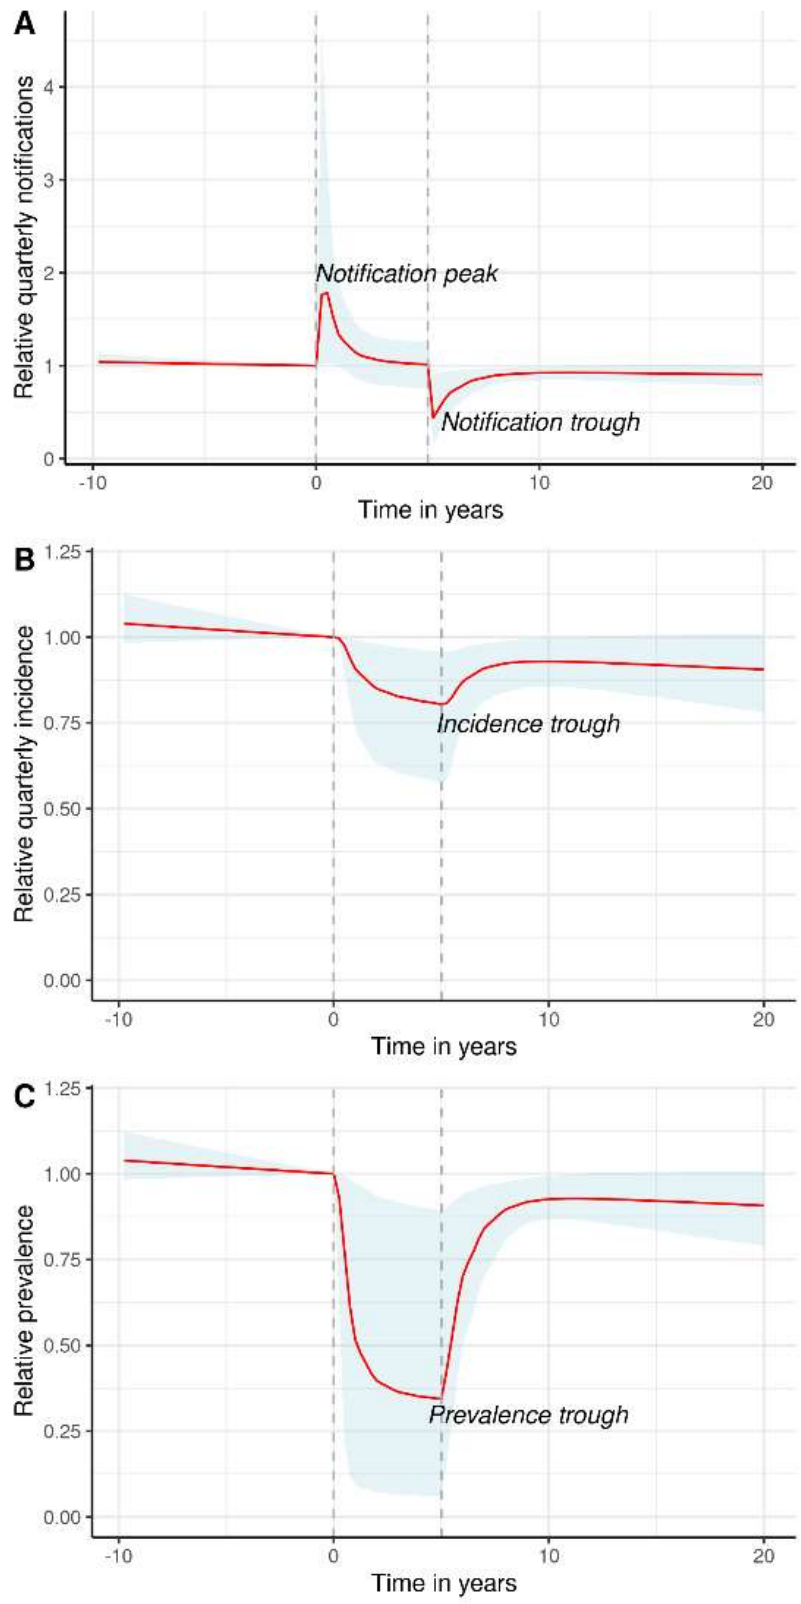 A
Relative quarterly notifications
4
3
2
1
0
Notification peak
Notification trough
-10 0 10 20
Time in years
B
Relative quarterly incidence
1.25
1.00
0.75
0.50
0.25
0.00
Incidence trough
-10 0 10 20
Time in years
C
Relative prevalence
1.25
1.00
0.75
0.50
0.25
0.00
Prevalence trough
-10 0 10 20
Time in years